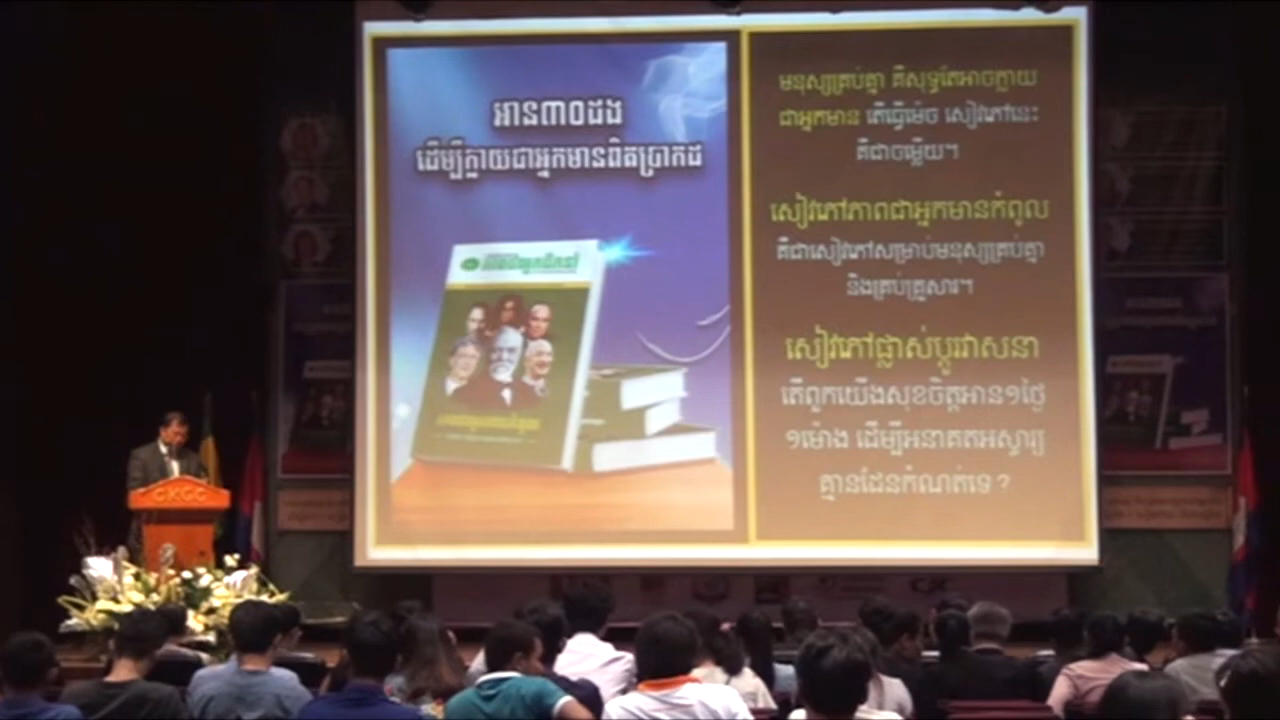 អាន៣០ដង
ដើម្បីក្លាយជាអ្នកមានពិតប្រាកដ
មនុស្សគ្រប់គ្នា គឺសុទ្ធតែអាចក្លាយ
ជាអ្នកមាន តើធ្វើម៉េច សៀវភៅនេះ
គឺជាចម្លើយ។
សៀវភៅភាពជាអ្នកមានកំពូល
គឺជាសៀវភៅសម្រាប់មនុស្សគ្រប់គ្នា
និងគ្រប់គ្រួសារ។
សៀវភៅផ្លាស់ប្តូរវាសនា
តើពួកយើងសុខចិត្តអាន១ថ្ងៃ
១ម៉ោង ដើម្បីអនាគតអស្ចារ្យ
គ្មានដែនកំណត់ទេ ?
CKCC